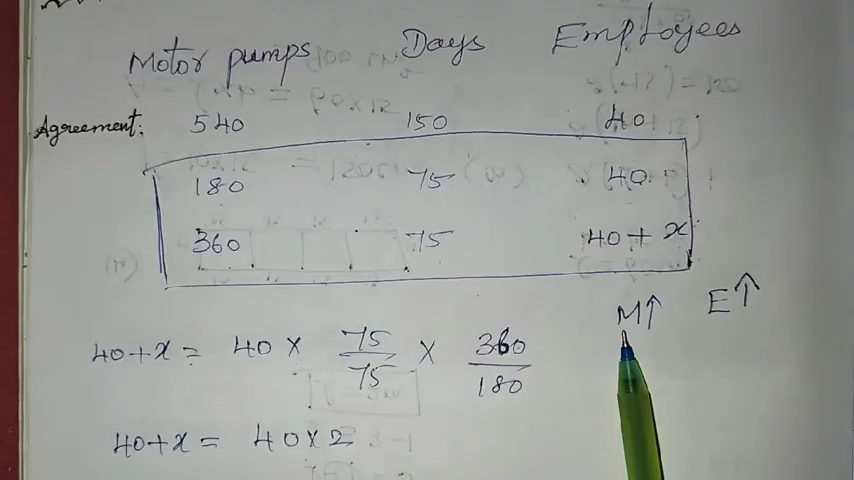 Motor pumps Days Employees
Agreement: 540 150 40
180 75 40
360 75 40 + x
M↑ E↑
40+x = 40 × 75/75 × 360/180
40+x = 40×2